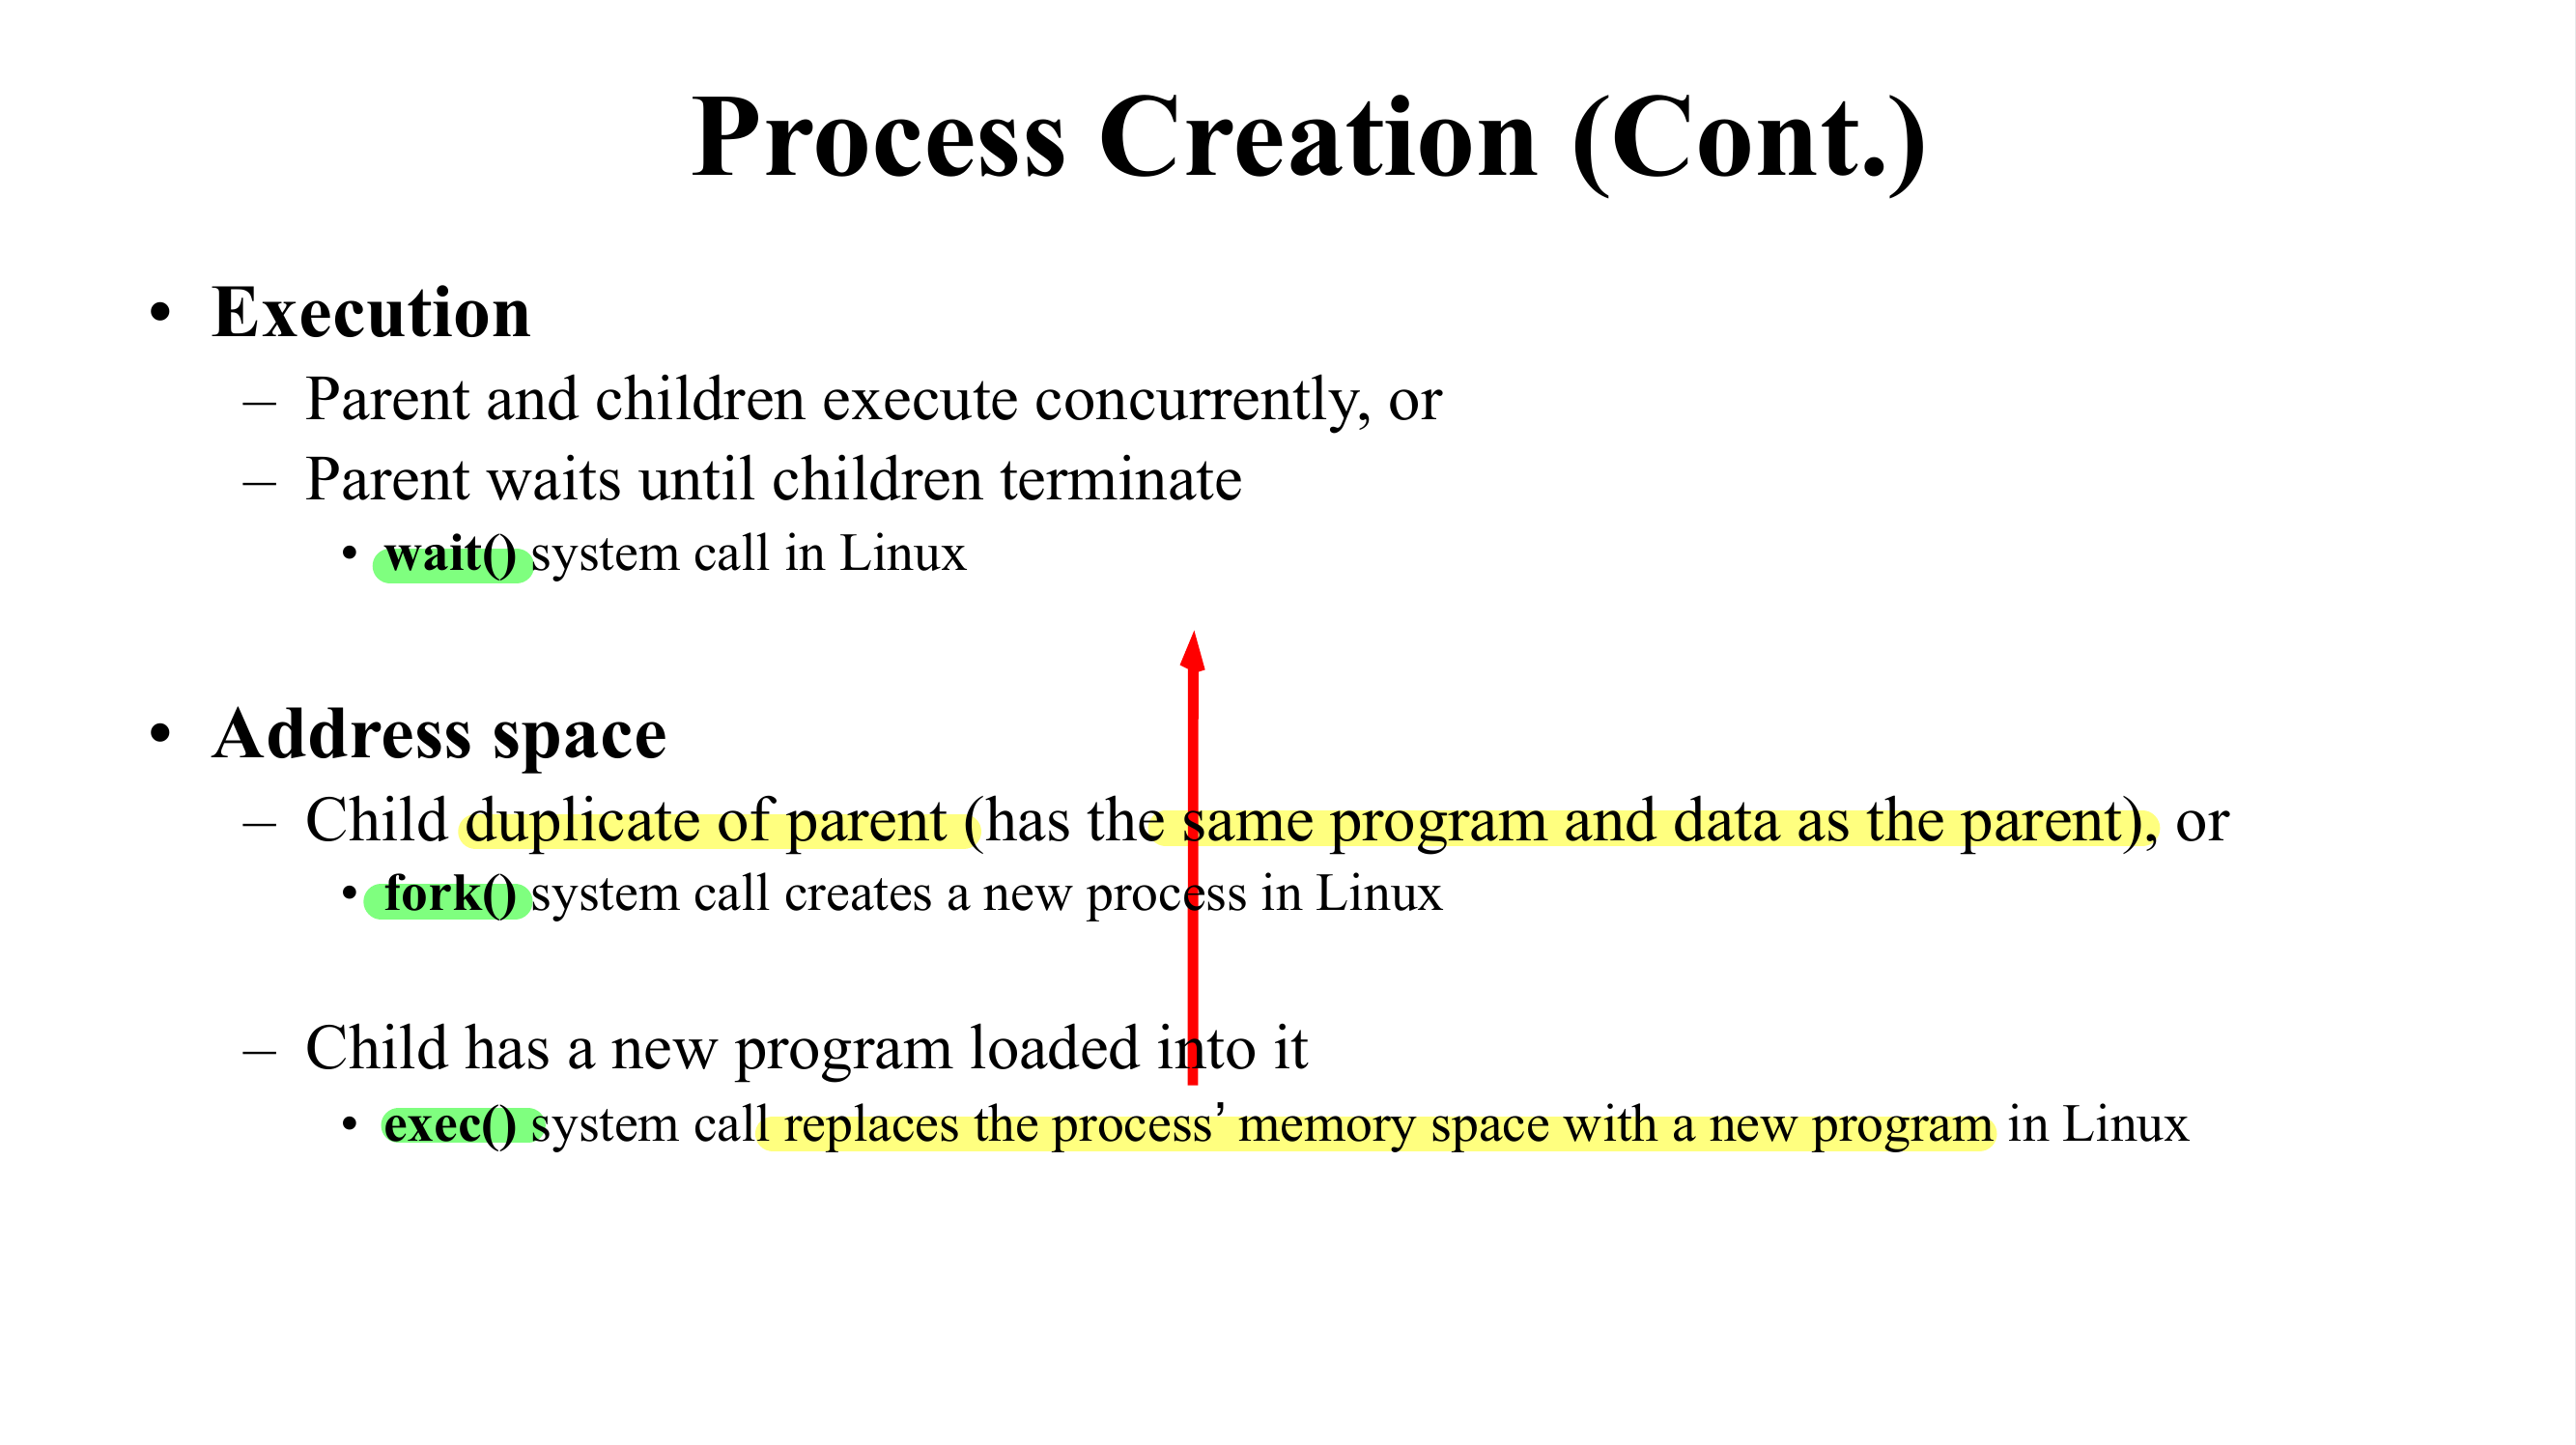 Process Creation (Cont.)
• Execution
– Parent and children execute concurrently, or
– Parent waits until children terminate
• wait() system call in Linux
• Address space
– Child duplicate of parent (has the same program and data as the parent), or
• fork() system call creates a new process in Linux
– Child has a new program loaded into it
• exec() system call replaces the process’ memory space with a new program in Linux